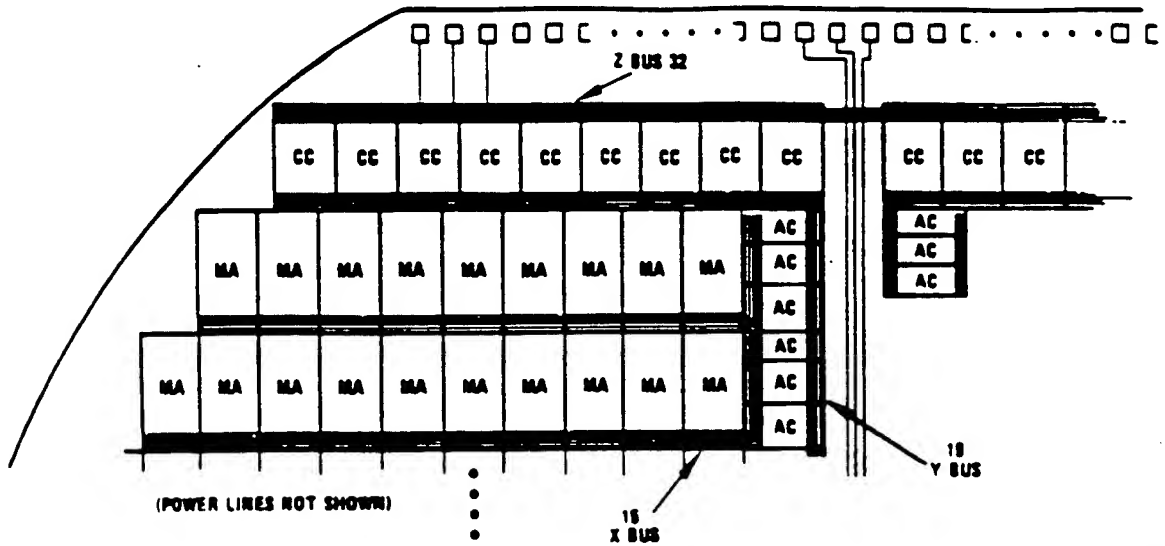 Z BUS 32
CC CC CC CC CC CC CC CC CC CC CC CC
AC AC
MA MA MA MA MA MA MA MA MA AC AC
AC AC
AC
MA MA MA MA MA MA MA MA MA MA AC
AC
19
Y BUS
(POWER LINES NOT SHOWN)
15
X BUS